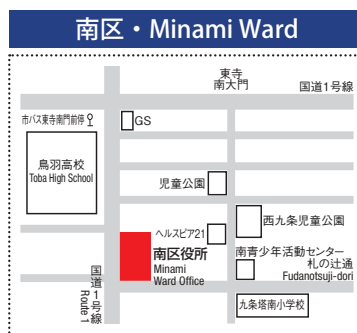 南区・Minami Ward
東寺
南大門
国道1号線
市バス東寺南門前停
GS
鳥羽高校
Toba High School
児童公園
ヘルスピア21
西九条児童公園
南区役所
Minami
Ward Office
南青少年活動センター
札の辻通
Fudanotsuji-dori
国道1号線
Route 1
九条塔南小学校